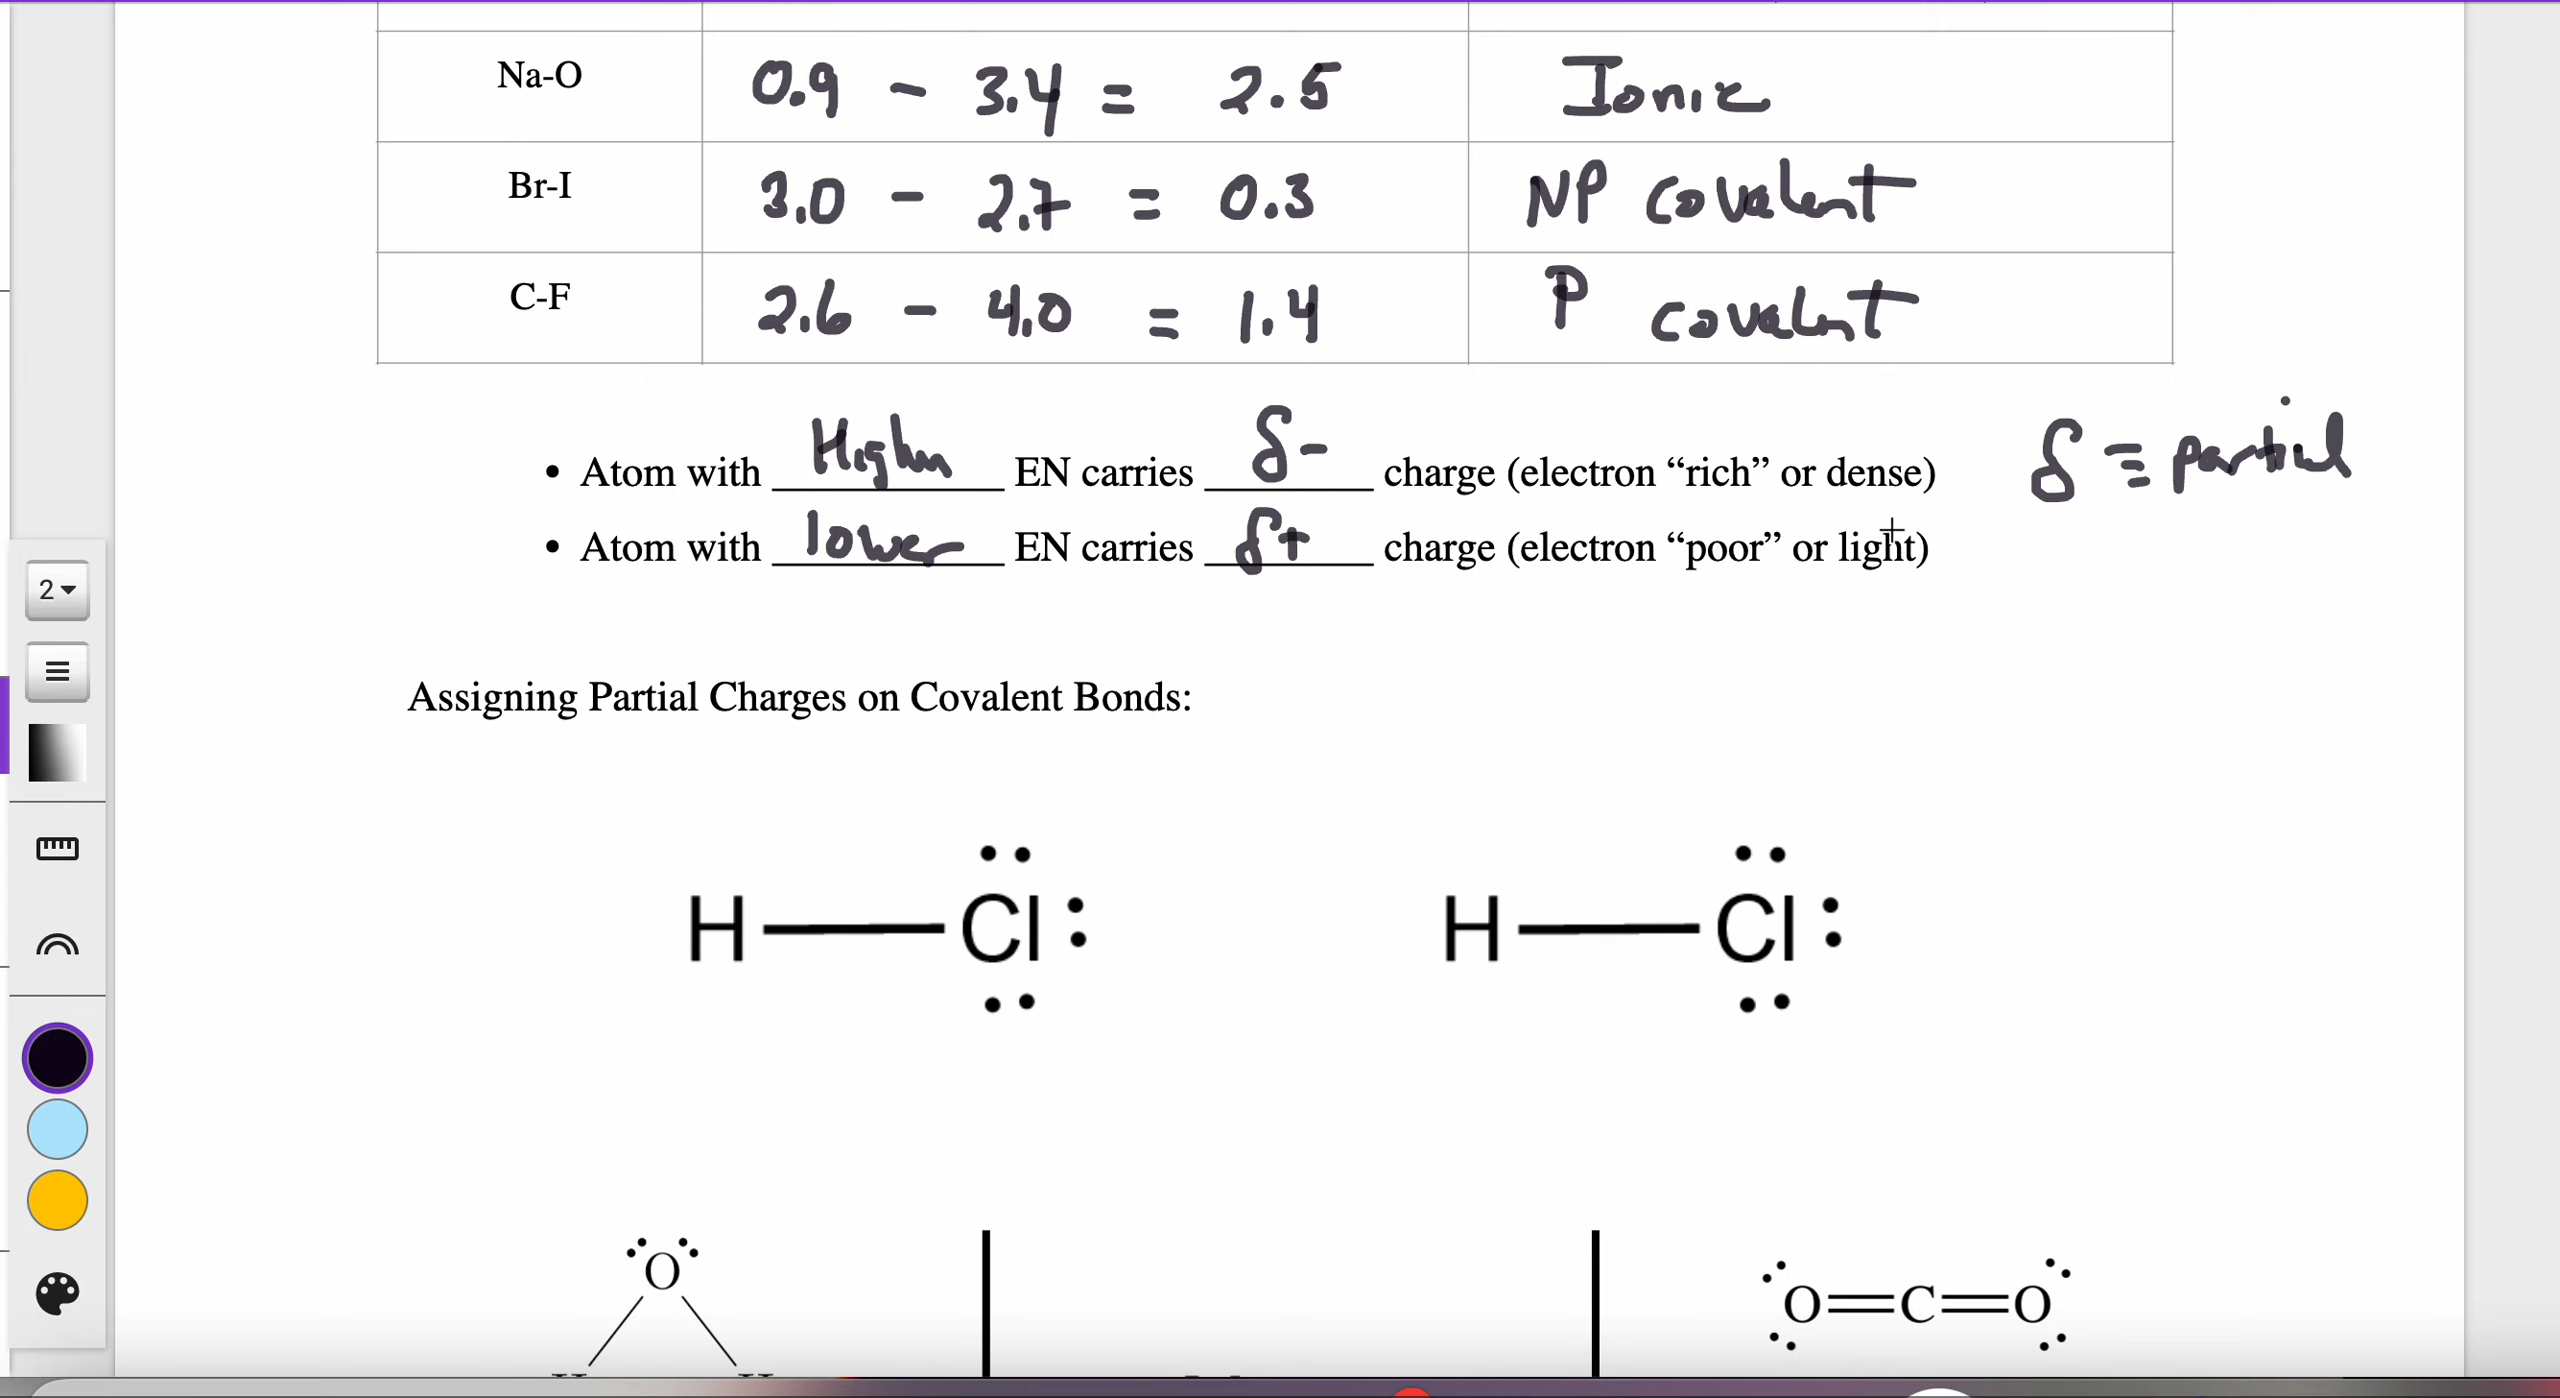 Na-O 0.9 - 3.4 = 2.5 Ionic
Br-I 3.0 - 2.7 = 0.3 NP covalent
C-F 2.6 - 4.0 = 1.4 P covalent
• Atom with Higher EN carries δ- charge (electron “rich” or dense) δ ≡ partial
• Atom with lower EN carries δ+ charge (electron “poor” or light)
2
Assigning Partial Charges on Covalent Bonds:
H Cl H Cl
O
O=C=O